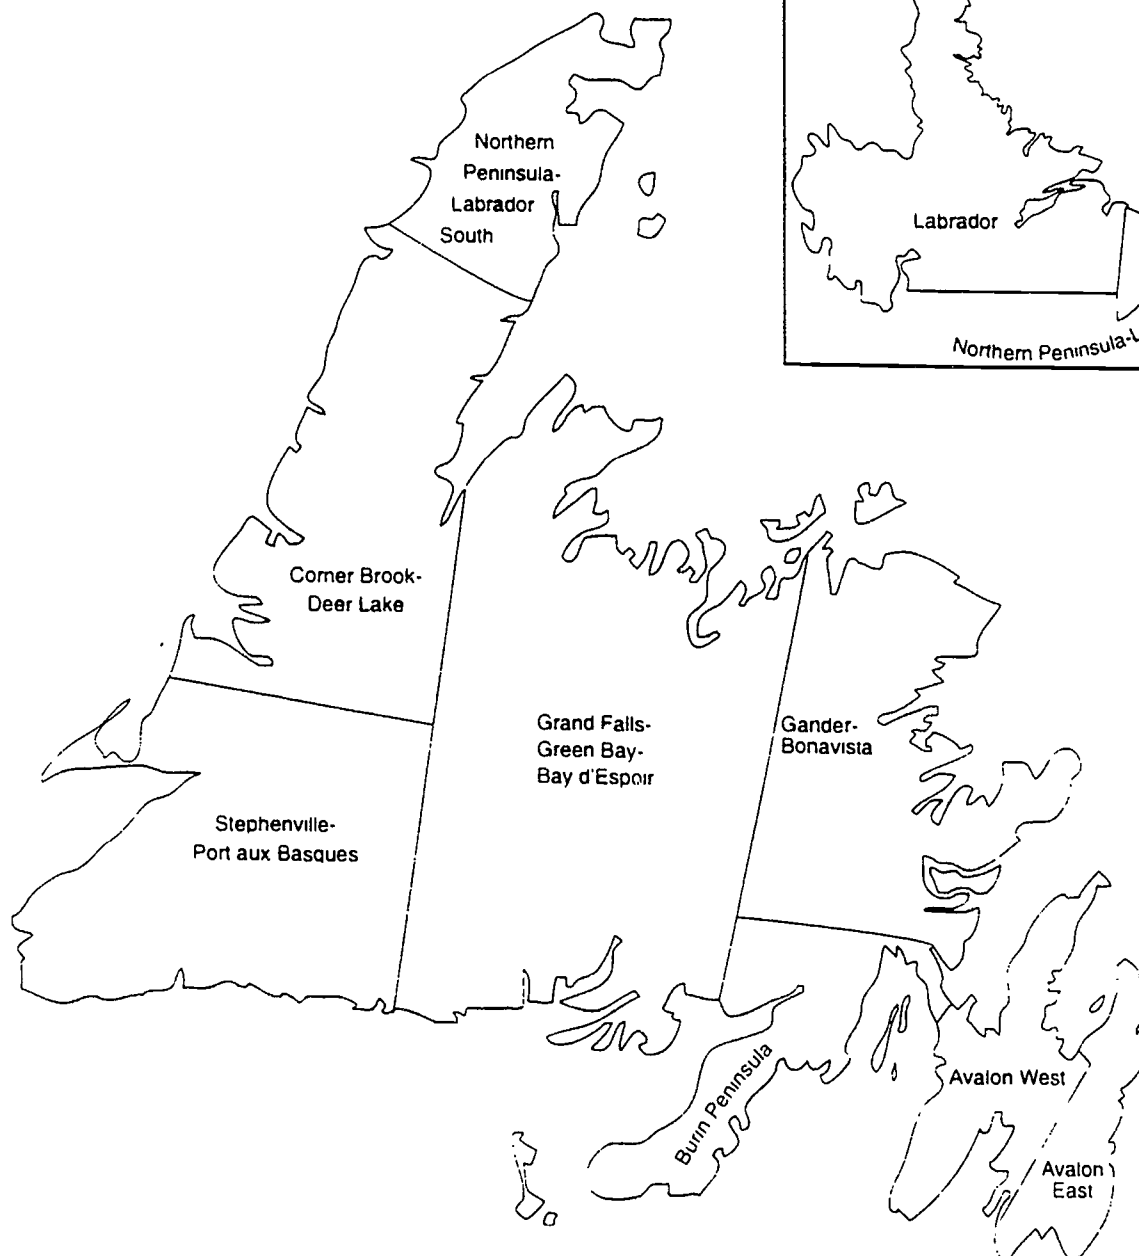 Northern
Peninsula-
Labrador
South
Labrador
Northern Peninsula-L
Corner Brook-
Deer Lake
Grand Falls-
Green Bay-
Bay d'Espoir
Gander-
Bonavista
Stephenville-
Port aux Basques
Burin Peninsula
Avalon West
Avalon
East